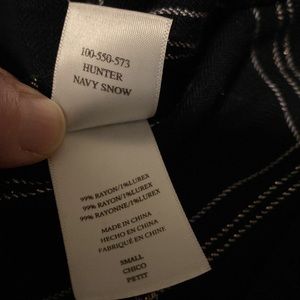 100-550-573
HUNTER
NAVY SNOW
99% RAYON/1%LUREX
99% RAYON/1%LUREX
99% RAYONNE/1%LUREX
MADE IN CHINA
HECHO EN CHINA
FABRIQUÉ EN CHINE
SMALL
CHICO
PETIT